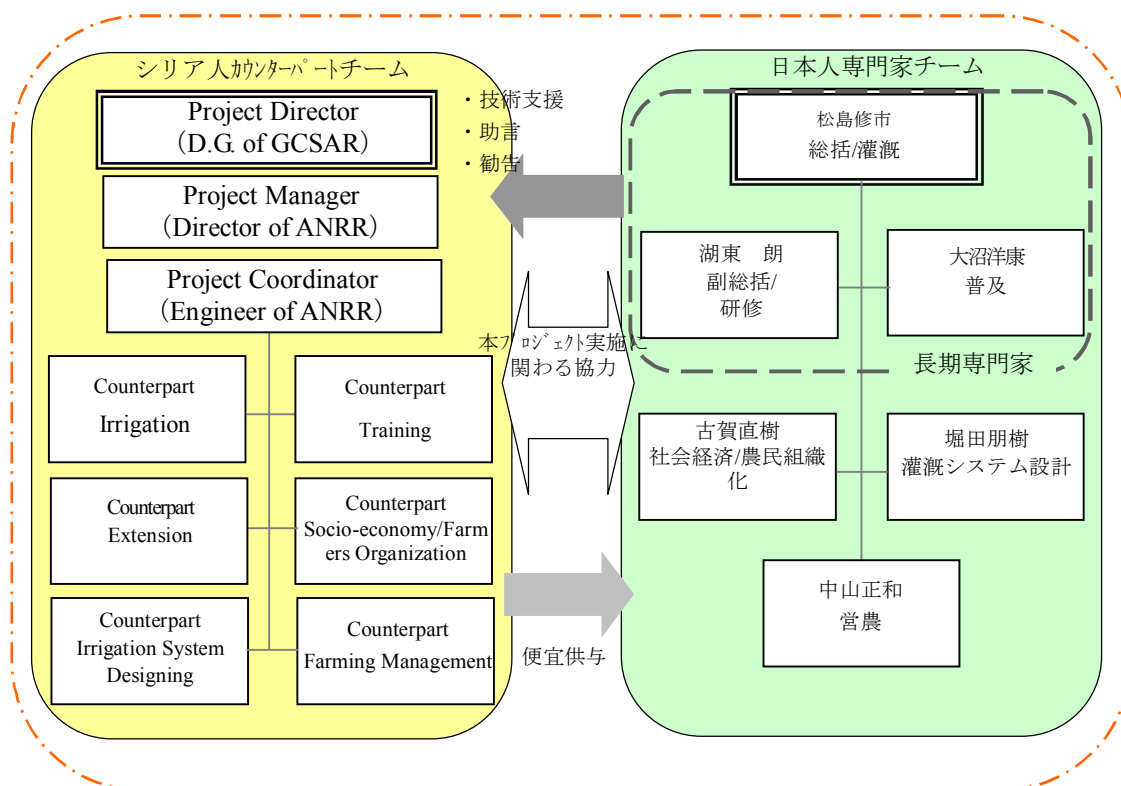 シリア人ｶｳﾝﾀｰﾊﾟｰﾄチーム
Project Director
(D.G. of GCSAR)
Project Manager
(Director of ANRR)
Project Coordinator
(Engineer of ANRR)
Counterpart
Irrigation
Counterpart
Training
Counterpart
Extension
Counterpart
Socio-economy/Farm
ers Organization
Counterpart
Irrigation System
Designing
Counterpart
Farming Management
・技術支援
・助言
・勧告
本ﾌﾟﾛｼﾞｪｸﾄ実施に
関わる協力
便宜供与
日本人専門家チーム
松島修市
総括/灌漑
湖東　朗
副総括/
研修
大沼洋康
普及
長期専門家
古賀直樹
社会経済/農民組織
化
堀田朋樹
灌漑システム設計
中山正和
営農